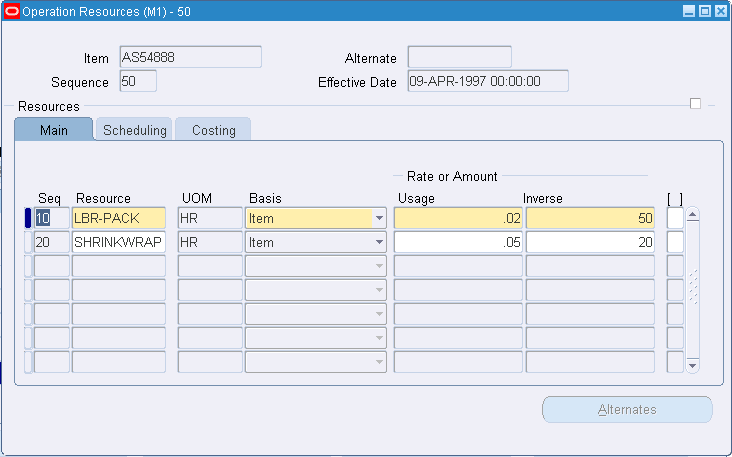 Operation Resources (M1) - 50
Item AS54888 Alternate
Sequence 50 Effective Date 09-APR-1997 00:00:00
Resources
Main Scheduling Costing
Rate or Amount
Seq Resource UOM Basis Usage Inverse [ ]
10 LBR-PACK HR Item .02 50
20 SHRINKWRAP HR Item .05 20
Alternates